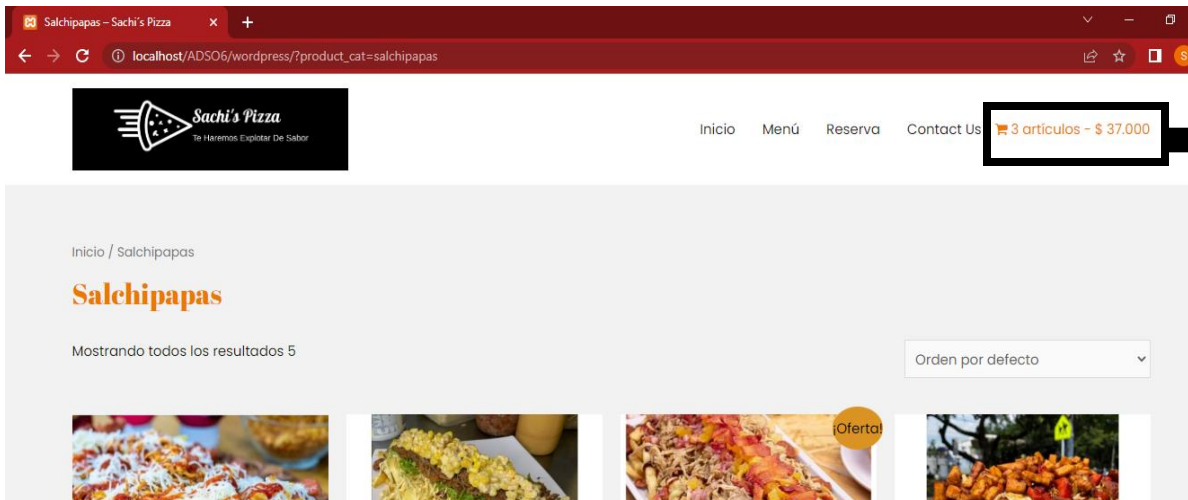 Salchipapas – Sachi´s Pizza
localhost/ADSO6/wordpress/?product_cat=salchipapas
S
Sachi´s Pizza
Te Haremos Explotar De Sabor
Inicio Menú Reserva Contact Us 3 artículos - $ 37.000
Inicio / Salchipapas
Salchipapas
Mostrando todos los resultados 5
Orden por defecto
¡Oferta!